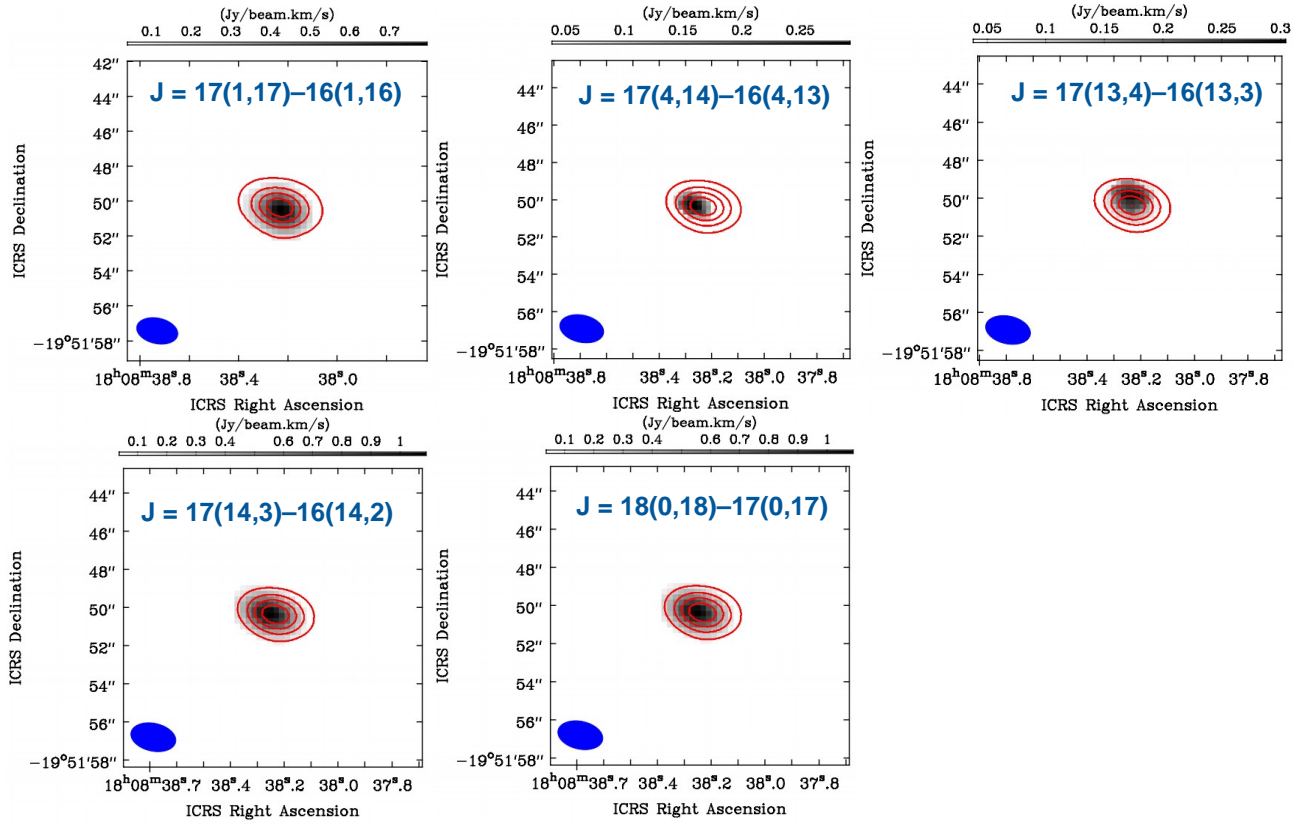 (Jy/beam.km/s)
0.1 0.2 0.3 0.4 0.5 0.6 0.7
J = 17(1,17)–16(1,16)
42''
44''
46''
48''
50''
52''
54''
56''
−19°51'58''
18ʰ08ᵐ38ˢ.8 38ˢ.4 38ˢ.0
ICRS Right Ascension
ICRS Declination
(Jy/beam.km/s)
0.05 0.1 0.15 0.2 0.25
J = 17(4,14)–16(4,13)
44''
46''
48''
50''
52''
54''
56''
−19°51'58''
18ʰ08ᵐ38ˢ.8 38ˢ.4 38ˢ.2 38ˢ.0 37ˢ.8
ICRS Right Ascension
ICRS Declination
(Jy/beam.km/s)
0.05 0.1 0.15 0.2 0.25 0.3
J = 17(13,4)–16(13,3)
44''
46''
48''
50''
52''
54''
56''
−19°51'58''
18ʰ08ᵐ38ˢ.8 38ˢ.4 38ˢ.2 38ˢ.0 37ˢ.8
ICRS Right Ascension
ICRS Declination
(Jy/beam.km/s)
0.1 0.2 0.3 0.4 0.6 0.7 0.8 0.9 1
J = 17(14,3)–16(14,2)
44''
46''
48''
50''
52''
54''
56''
−19°51'58''
18ʰ08ᵐ38ˢ.7 38ˢ.4 38ˢ.2 38ˢ.0 37ˢ.9
ICRS Right Ascension
ICRS Declination
(Jy/beam.km/s)
0.1 0.2 0.3 0.4 0.6 0.7 0.8 0.9 1
J = 18(0,18)–17(0,17)
44''
46''
48''
50''
52''
54''
56''
−19°51'58''
18ʰ08ᵐ38ˢ.7 38ˢ.4 38ˢ.2 38ˢ.0 37ˢ.9
ICRS Right Ascension
ICRS Declination